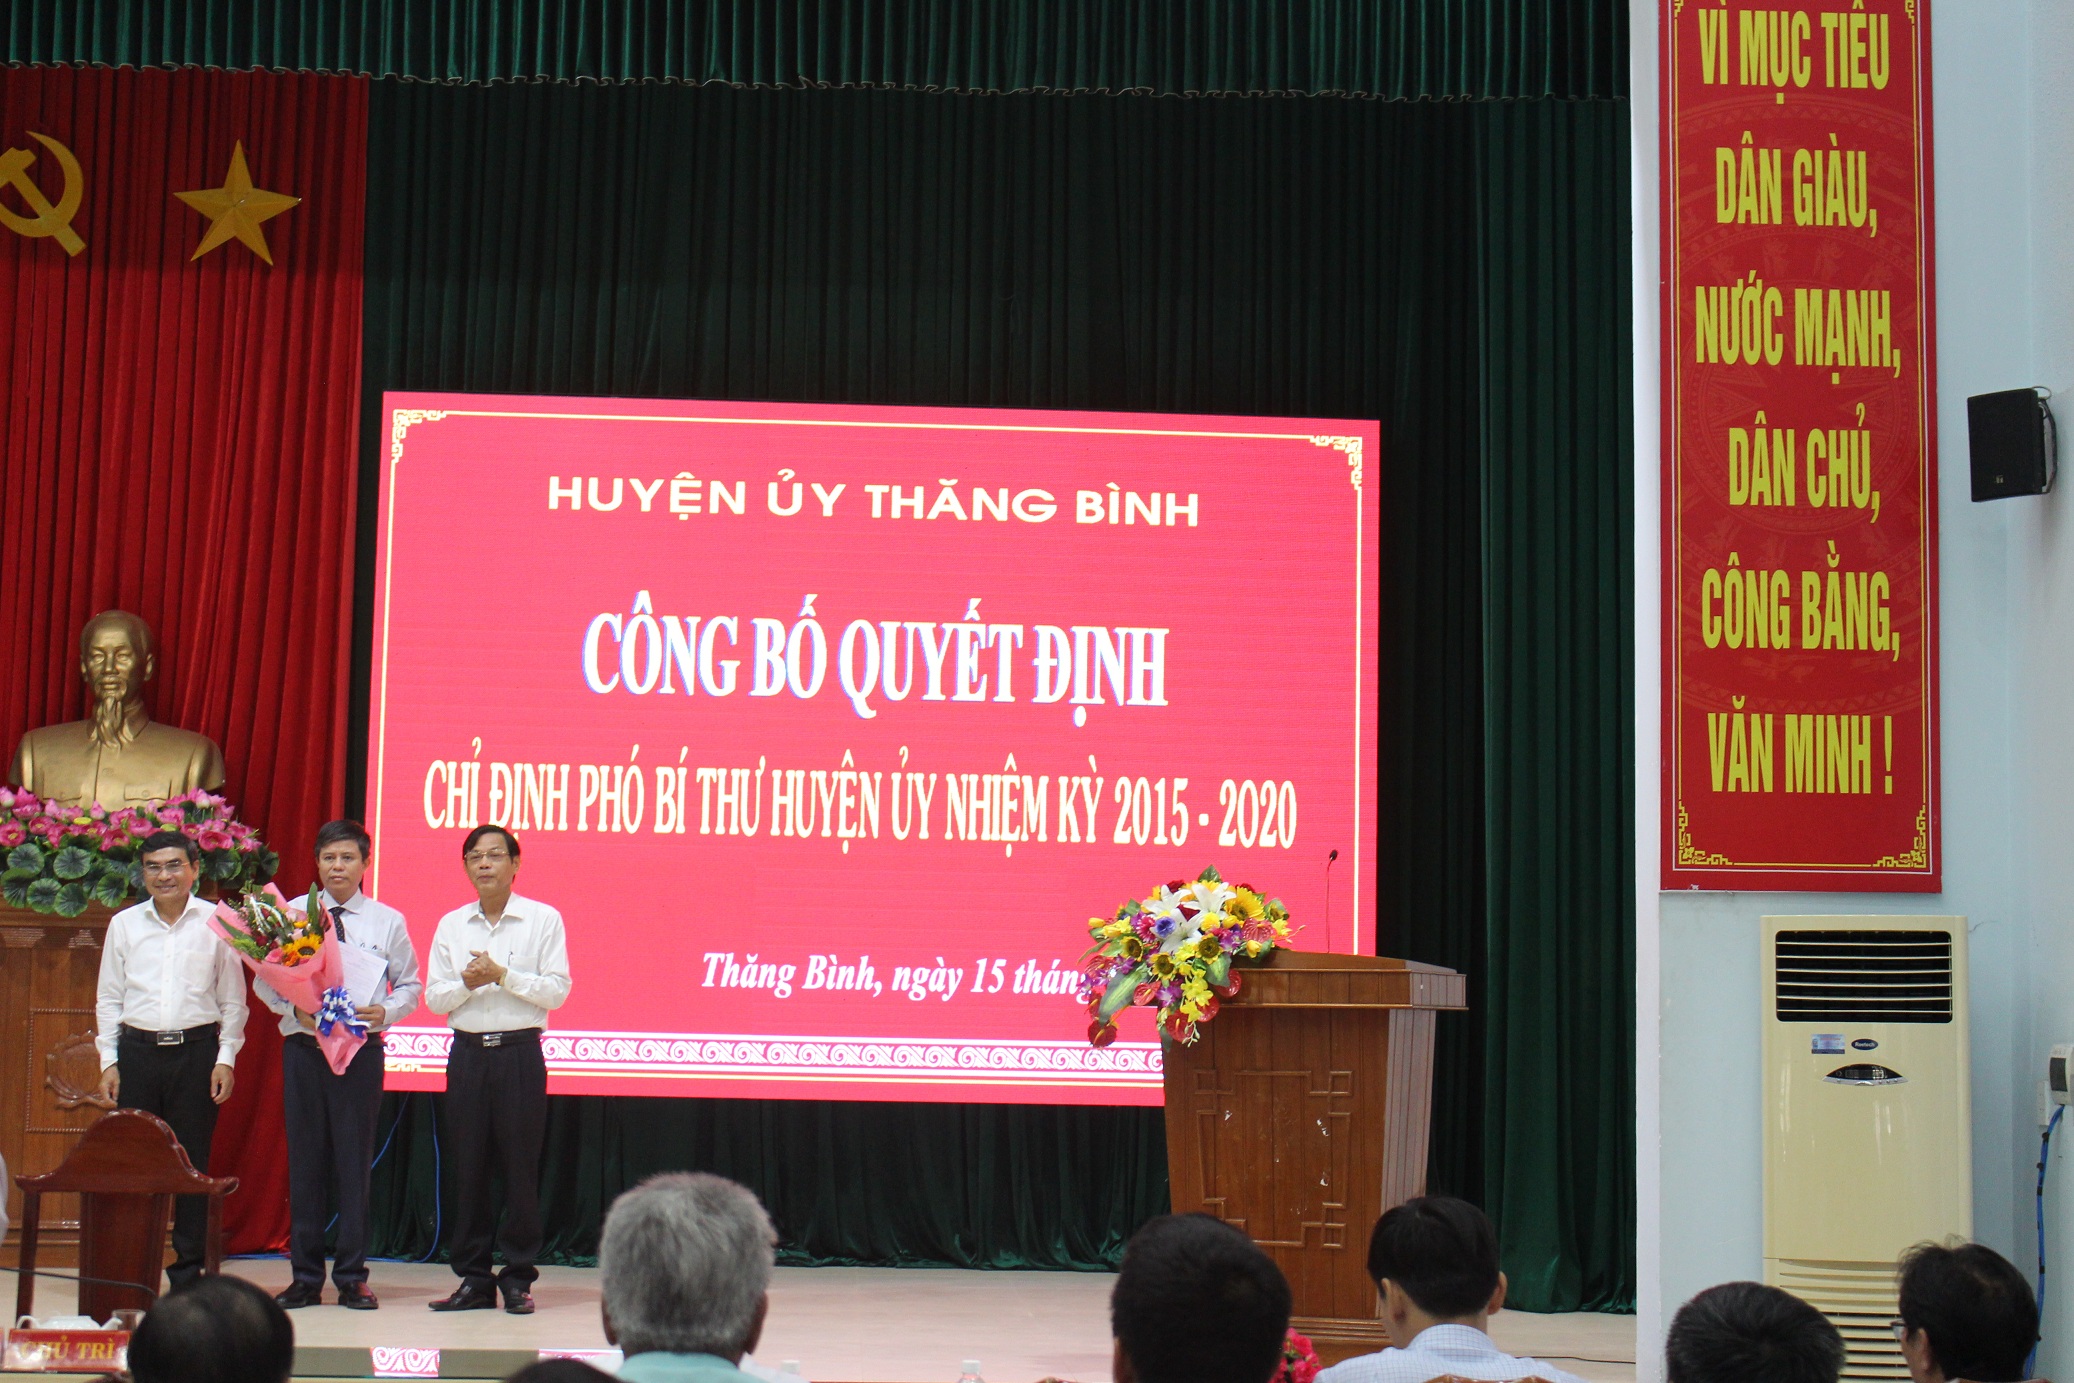 HUYỆN ỦY THĂNG BÌNH
CÔNG BỐ QUYẾT ĐỊNH
CHỈ ĐỊNH PHÓ BÍ THƯ HUYỆN ỦY NHIỆM KỲ 2015 - 2020
Thăng Bình, ngày 15 tháng
VÌ MỤC TIÊU
DÂN GIÀU,
NƯỚC MẠNH,
DÂN CHỦ,
CÔNG BẰNG,
VĂN MINH !
CHỦ TRÌ